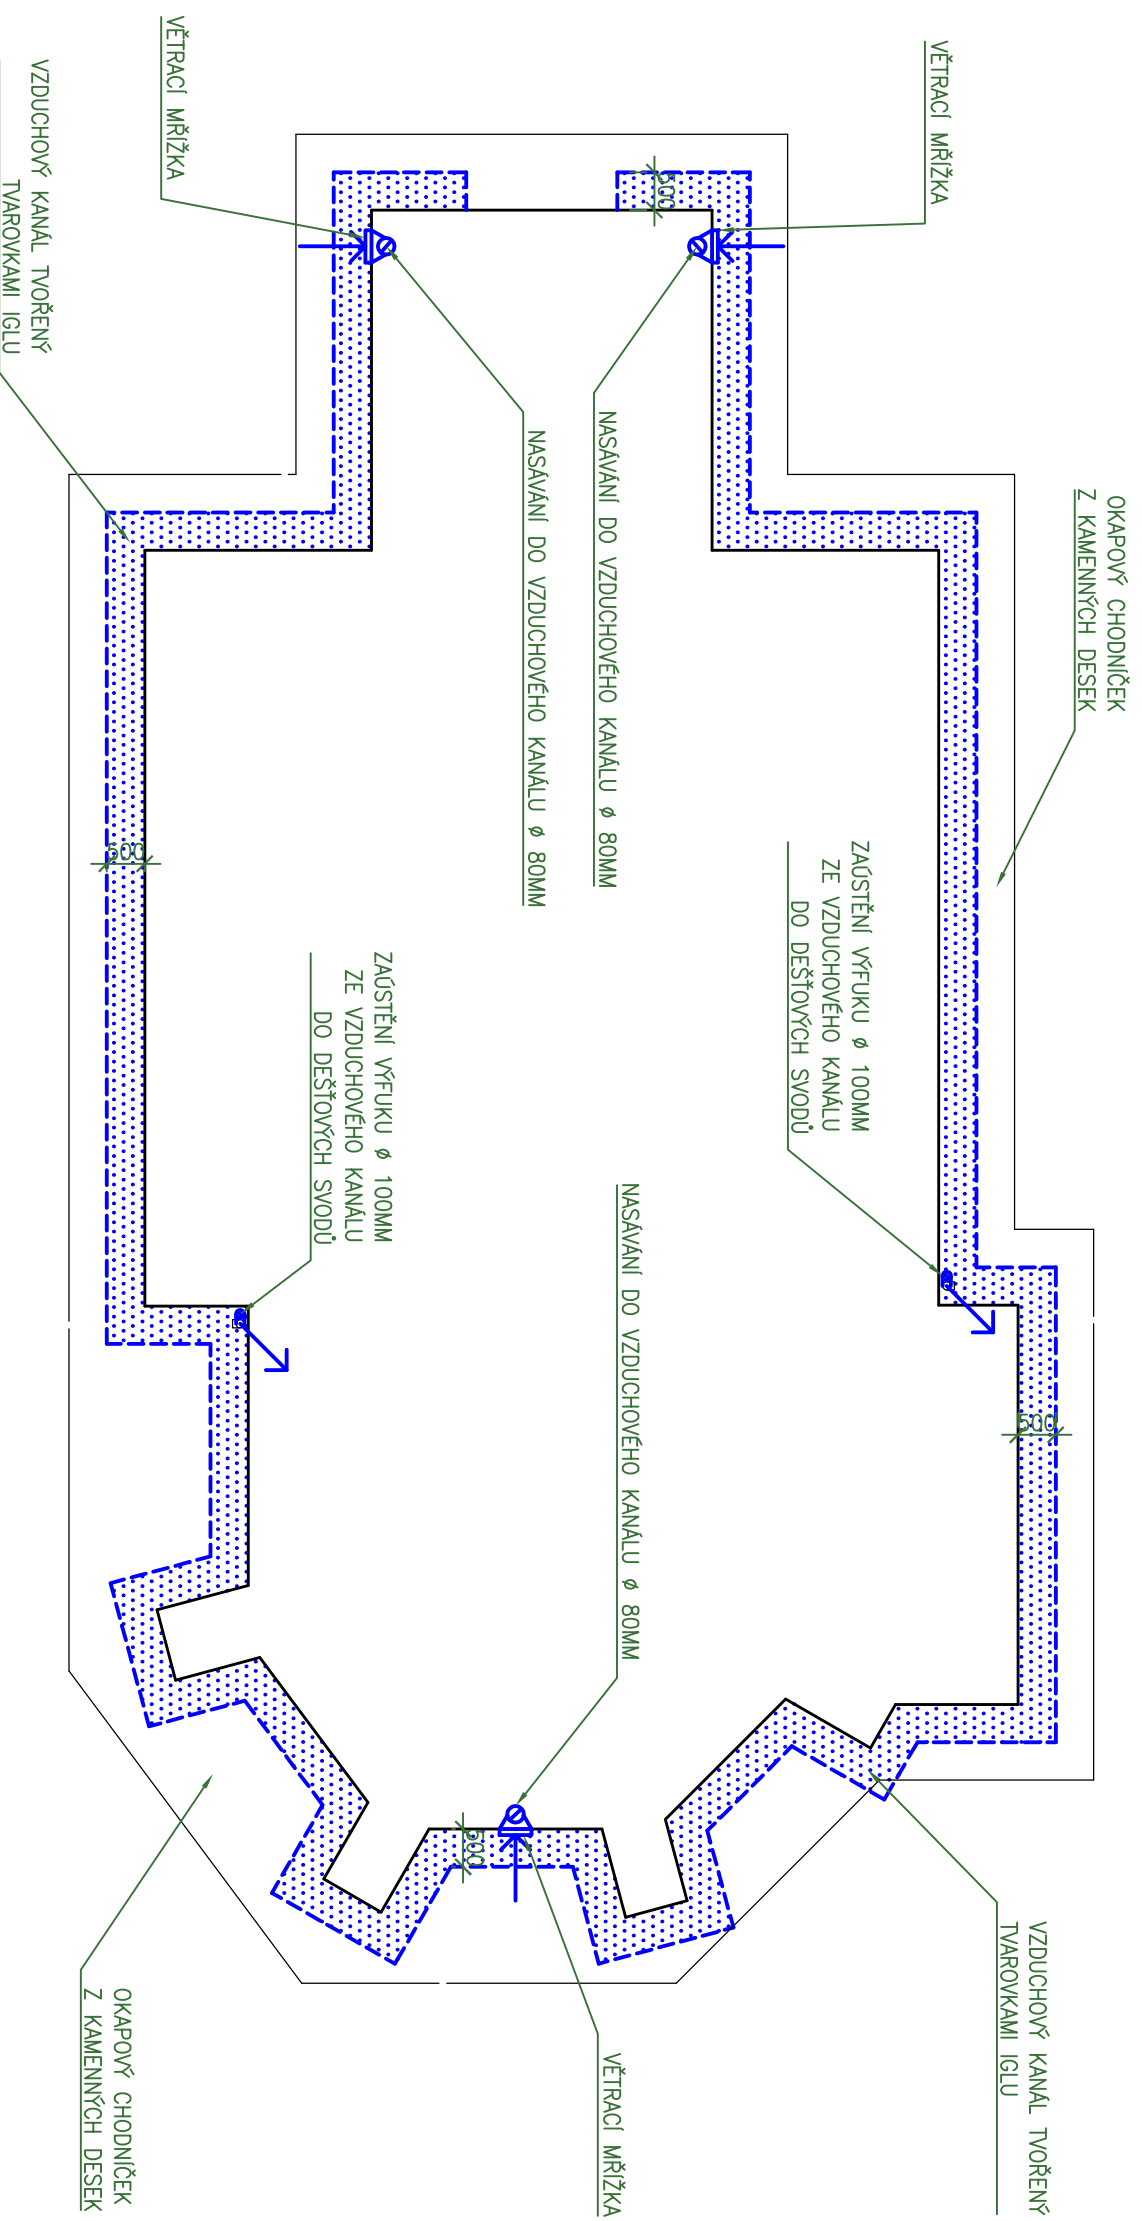 VĚTRACÍ MŘÍŽKA
OKAPOVÝ CHODNÍČEK
Z KAMENNÝCH DESEK
VZDUCHOVÝ KANÁL TVOŘENÝ
TVAROVKAMI IGLU
500
ZAÚSTĚNÍ VÝFUKU ø 100MM
ZE VZDUCHOVÉHO KANÁLU
DO DEŠŤOVÝCH SVODŮ
500
NASÁVÁNÍ DO VZDUCHOVÉHO KANÁLU ø 80MM
NASÁVÁNÍ DO VZDUCHOVÉHO KANÁLU ø 80MM
VĚTRACÍ MŘÍŽKA
NASÁVÁNÍ DO VZDUCHOVÉHO KANÁLU ø 80MM
500
ZAÚSTĚNÍ VÝFUKU ø 100MM
ZE VZDUCHOVÉHO KANÁLU
DO DEŠŤOVÝCH SVODŮ
VĚTRACÍ MŘÍŽKA
500
OKAPOVÝ CHODNÍČEK
Z KAMENNÝCH DESEK
VZDUCHOVÝ KANÁL TVOŘENÝ
TVAROVKAMI IGLU